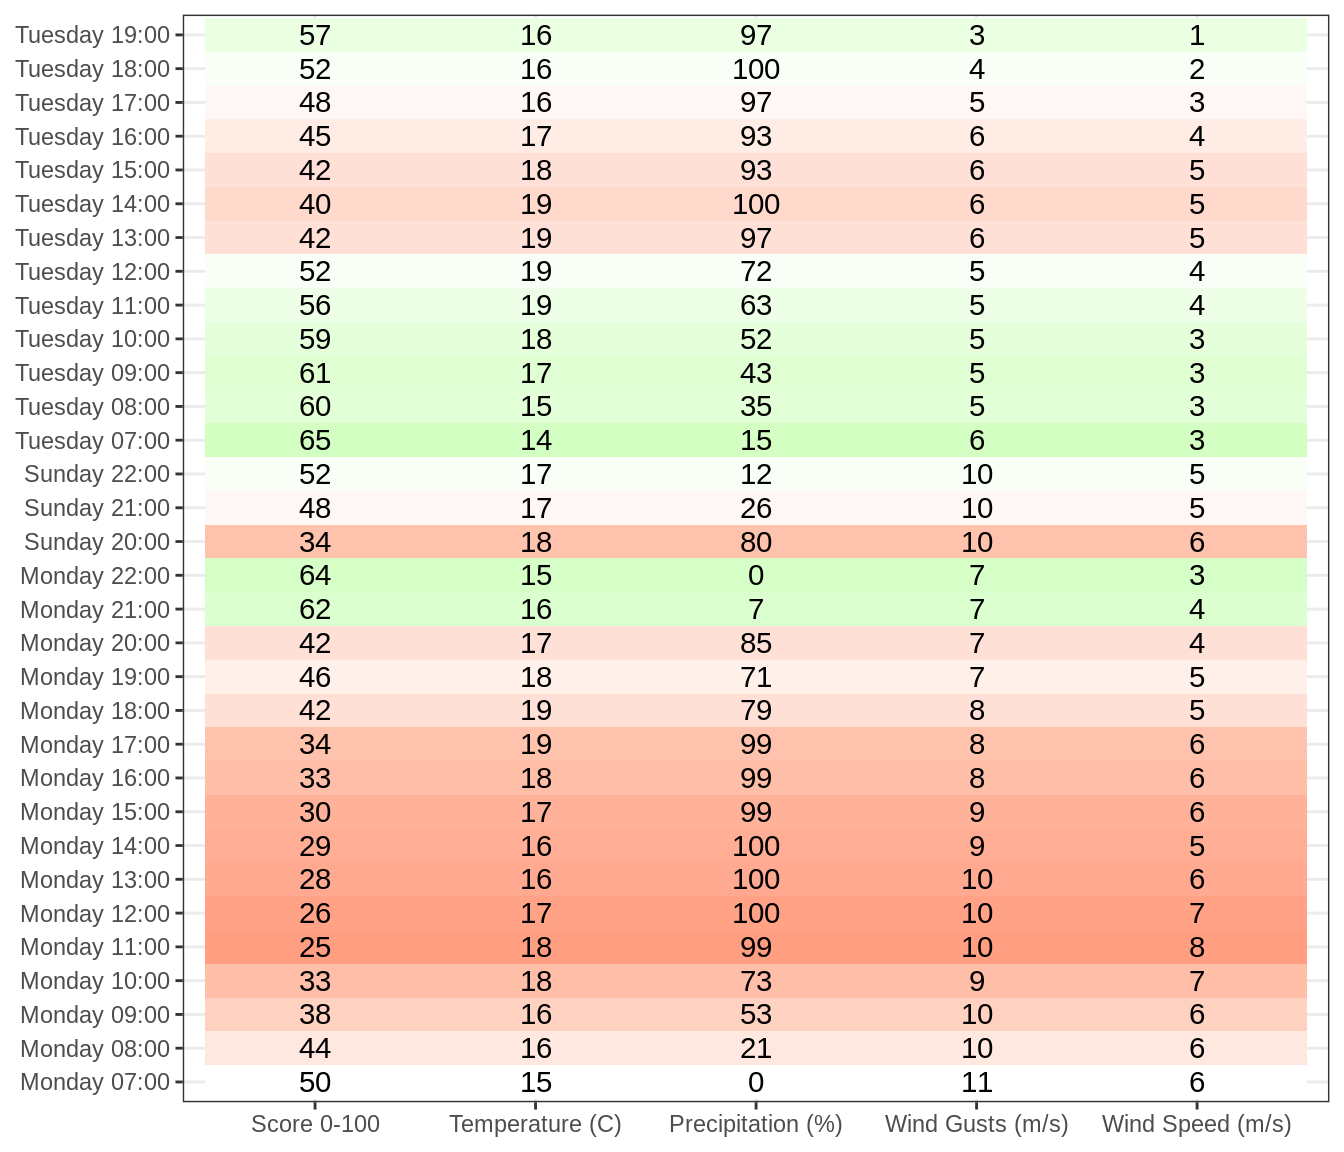 Tuesday 19:00 57 16 97 3 1
Tuesday 18:00 52 16 100 4 2
Tuesday 17:00 48 16 97 5 3
Tuesday 16:00 45 17 93 6 4
Tuesday 15:00 42 18 93 6 5
Tuesday 14:00 40 19 100 6 5
Tuesday 13:00 42 19 97 6 5
Tuesday 12:00 52 19 72 5 4
Tuesday 11:00 56 19 63 5 4
Tuesday 10:00 59 18 52 5 3
Tuesday 09:00 61 17 43 5 3
Tuesday 08:00 60 15 35 5 3
Tuesday 07:00 65 14 15 6 3
Sunday 22:00 52 17 12 10 5
Sunday 21:00 48 17 26 10 5
Sunday 20:00 34 18 80 10 6
Monday 22:00 64 15 0 7 3
Monday 21:00 62 16 7 7 4
Monday 20:00 42 17 85 7 4
Monday 19:00 46 18 71 7 5
Monday 18:00 42 19 79 8 5
Monday 17:00 34 19 99 8 6
Monday 16:00 33 18 99 8 6
Monday 15:00 30 17 99 9 6
Monday 14:00 29 16 100 9 5
Monday 13:00 28 16 100 10 6
Monday 12:00 26 17 100 10 7
Monday 11:00 25 18 99 10 8
Monday 10:00 33 18 73 9 7
Monday 09:00 38 16 53 10 6
Monday 08:00 44 16 21 10 6
Monday 07:00 50 15 0 11 6
Score 0-100 Temperature (C) Precipitation (%) Wind Gusts (m/s) Wind Speed (m/s)